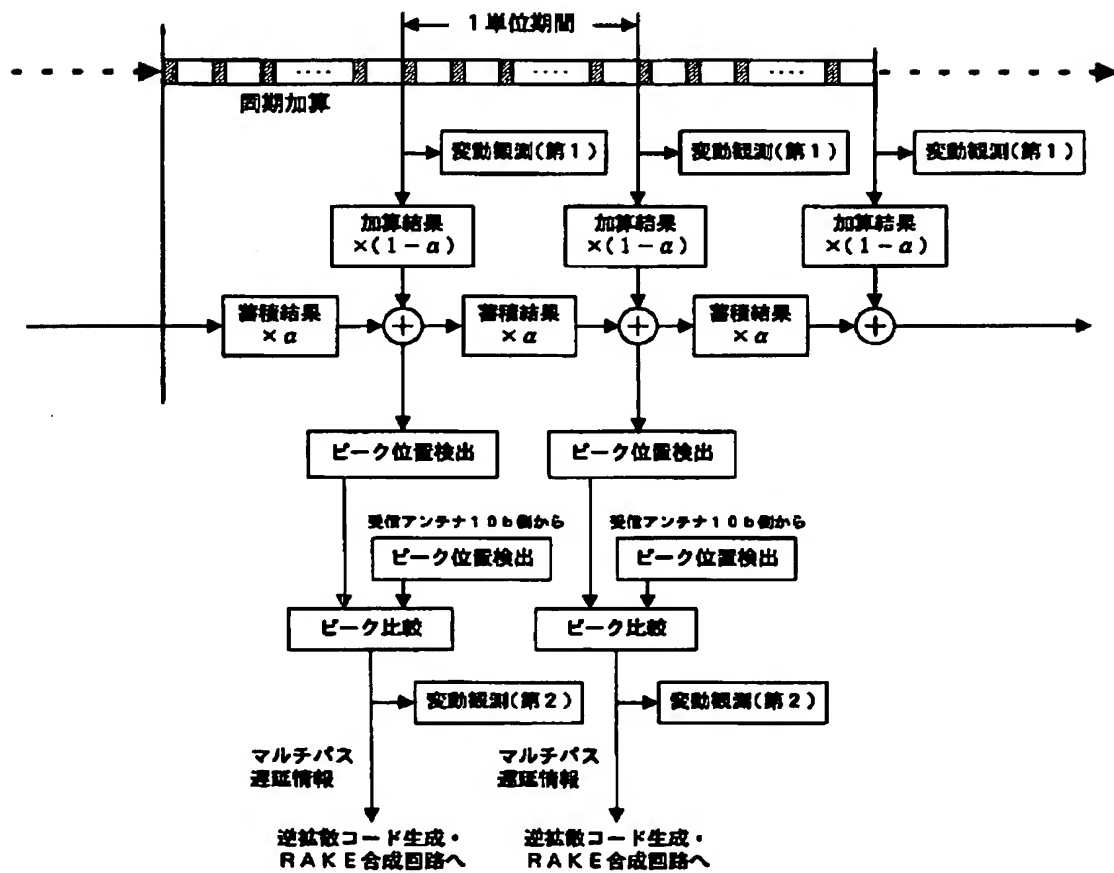 1単位期間
････ ････ ････
同期加算
変動観測(第1) 変動観測(第1) 変動観測(第1)
加算結果 加算結果 加算結果
×(1-α) ×(1-α) ×(1-α)
蓄積結果 蓄積結果 蓄積結果
×α ×α ×α
+ + +
ピーク位置検出 ピーク位置検出
受信アンテナ10b側から 受信アンテナ10b側から
ピーク位置検出 ピーク位置検出
ピーク比較 ピーク比較
変動観測(第2) 変動観測(第2)
マルチパス マルチパス
遅延情報 遅延情報
逆拡散コード生成・ 逆拡散コード生成・
RAKE合成回路へ RAKE合成回路へ